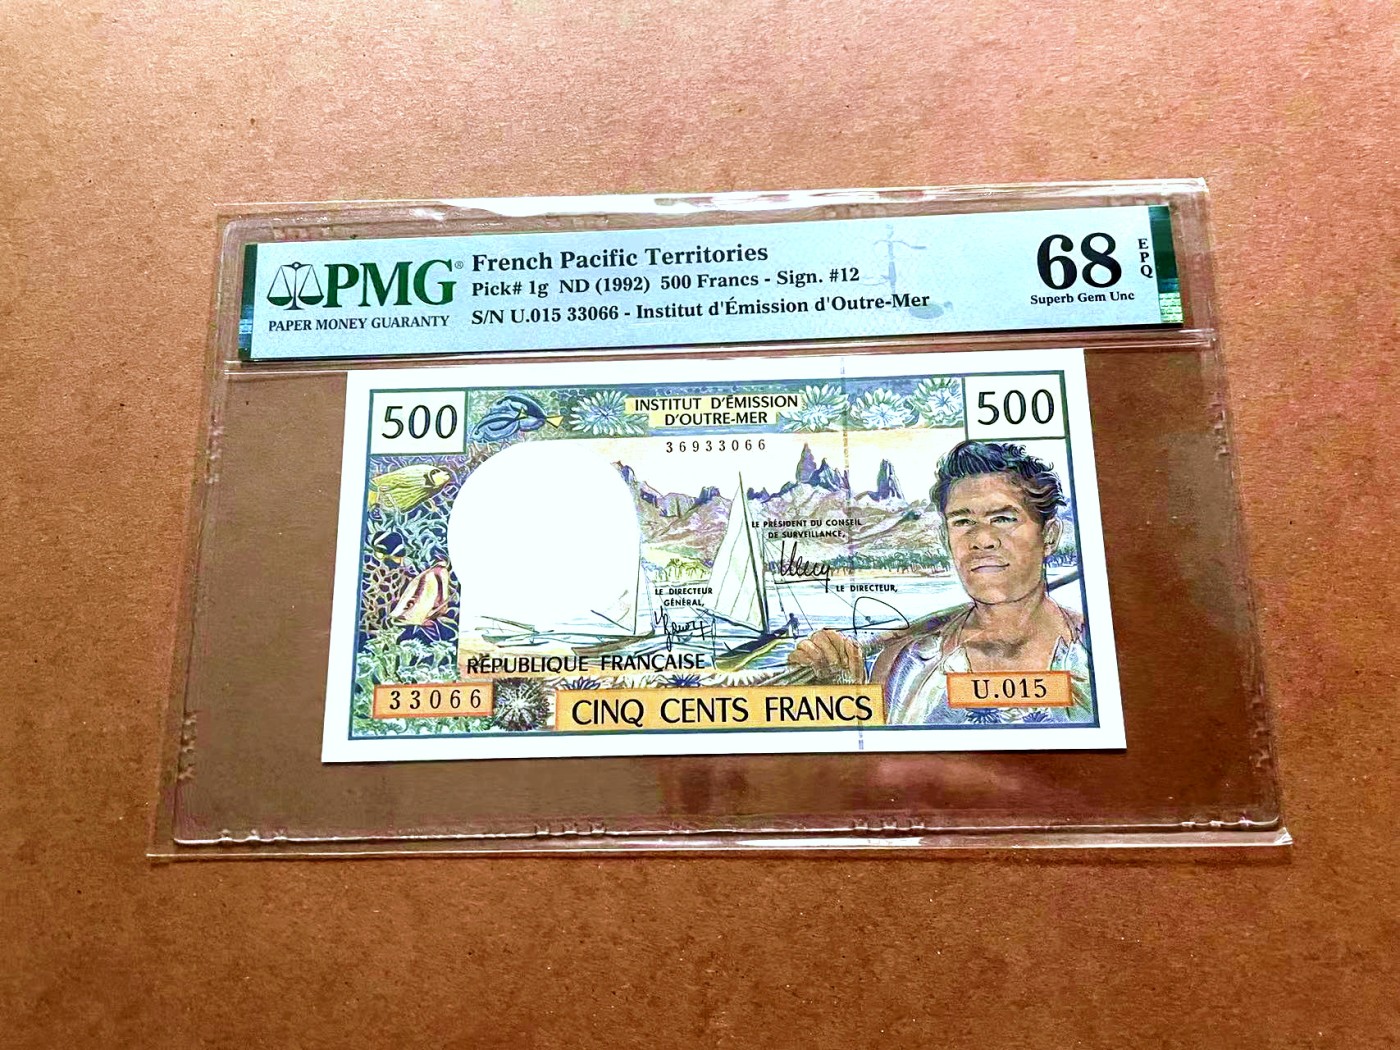 PMG®
PAPER MONEY GUARANTY
French Pacific Territories
Pick# 1g ND (1992) 500 Francs - Sign. #12
S/N U.015 33066 - Institut d'Émission d'Outre-Mer
68
EPQ
Superb Gem Unc
500
INSTITUT D'ÉMISSION
D'OUTRE-MER
500
36933066
LE PRÉSIDENT DU CONSEIL
DE SURVEILLANCE,
LE DIRECTEUR
GÉNÉRAL,
LE DIRECTEUR,
RÉPUBLIQUE FRANÇAISE
33066
CINQ CENTS FRANCS
U.015